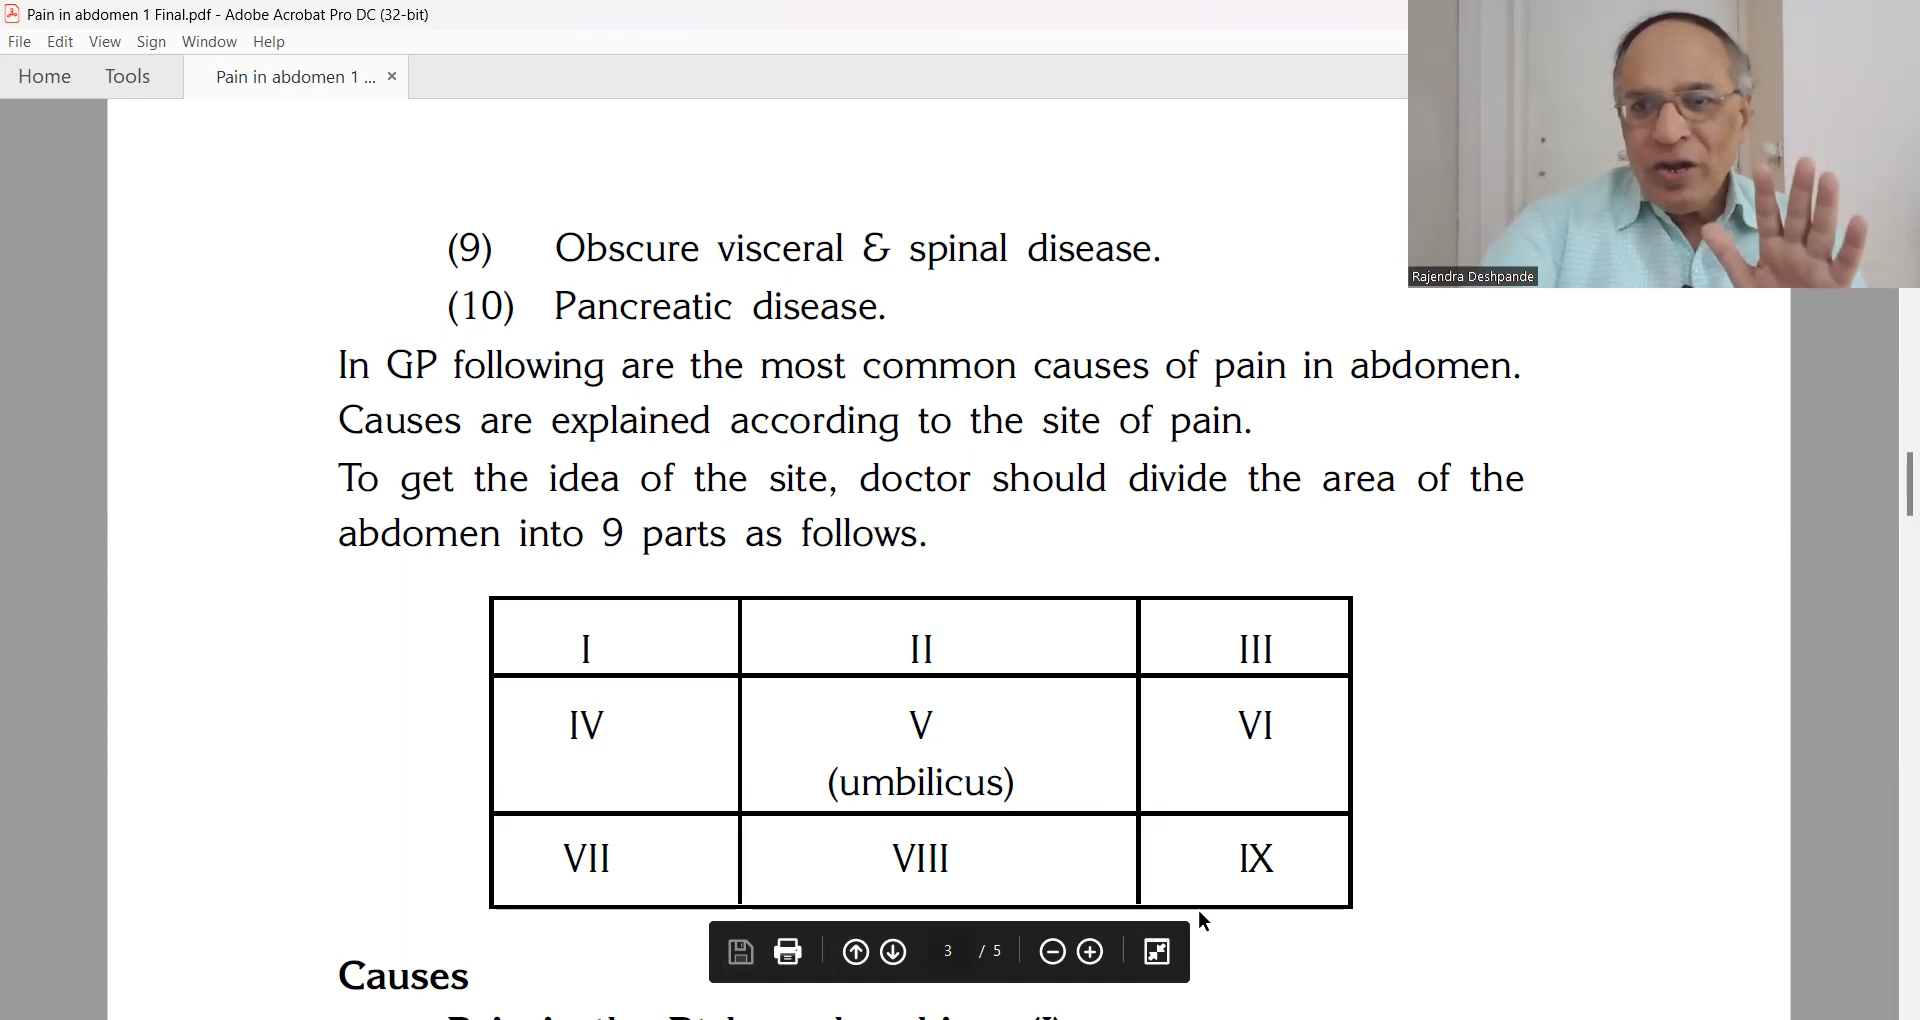 Pain in abdomen 1 Final.pdf - Adobe Acrobat Pro DC (32-bit)
File Edit View Sign Window Help
Home Tools Pain in abdomen 1 ... ×
Rajendra Deshpande
(9) Obscure visceral & spinal disease.
(10) Pancreatic disease.
In GP following are the most common causes of pain in abdomen.
Causes are explained according to the site of pain.
To get the idea of the site, doctor should divide the area of the
abdomen into 9 parts as follows.
I II III
IV V VI
(umbilicus)
VII VIII IX
3 / 5
Causes